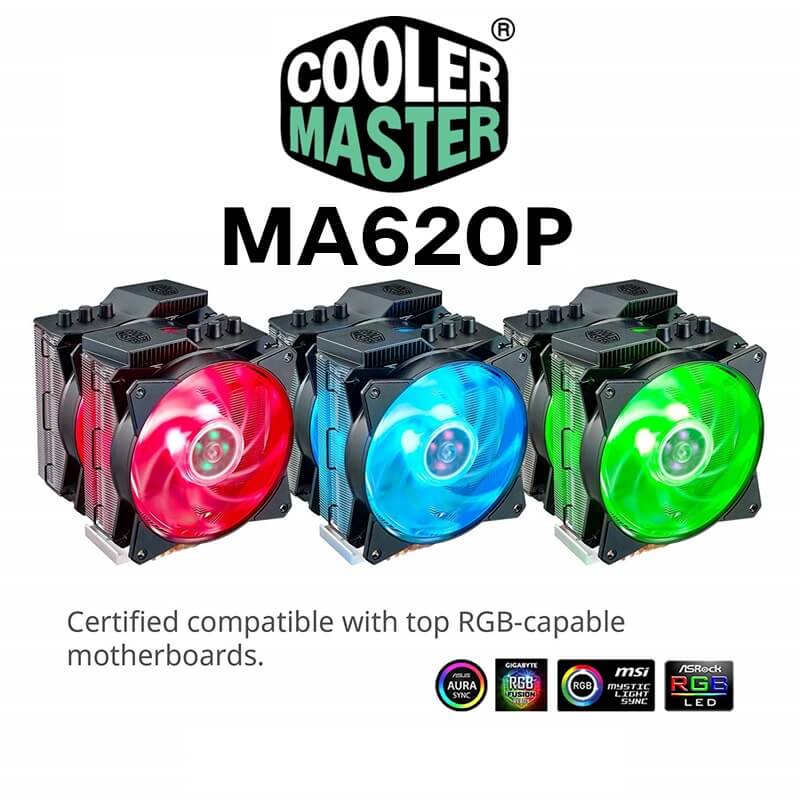 COOLER
MASTER
®
MA620P
Certified compatible with top RGB-capable
motherboards.
ASUS
AURA
SYNC
GIGABYTE
RGB
FUSION
RGB
msi
MYSTIC
LIGHT
SYNC
ASRock
RGB
LED